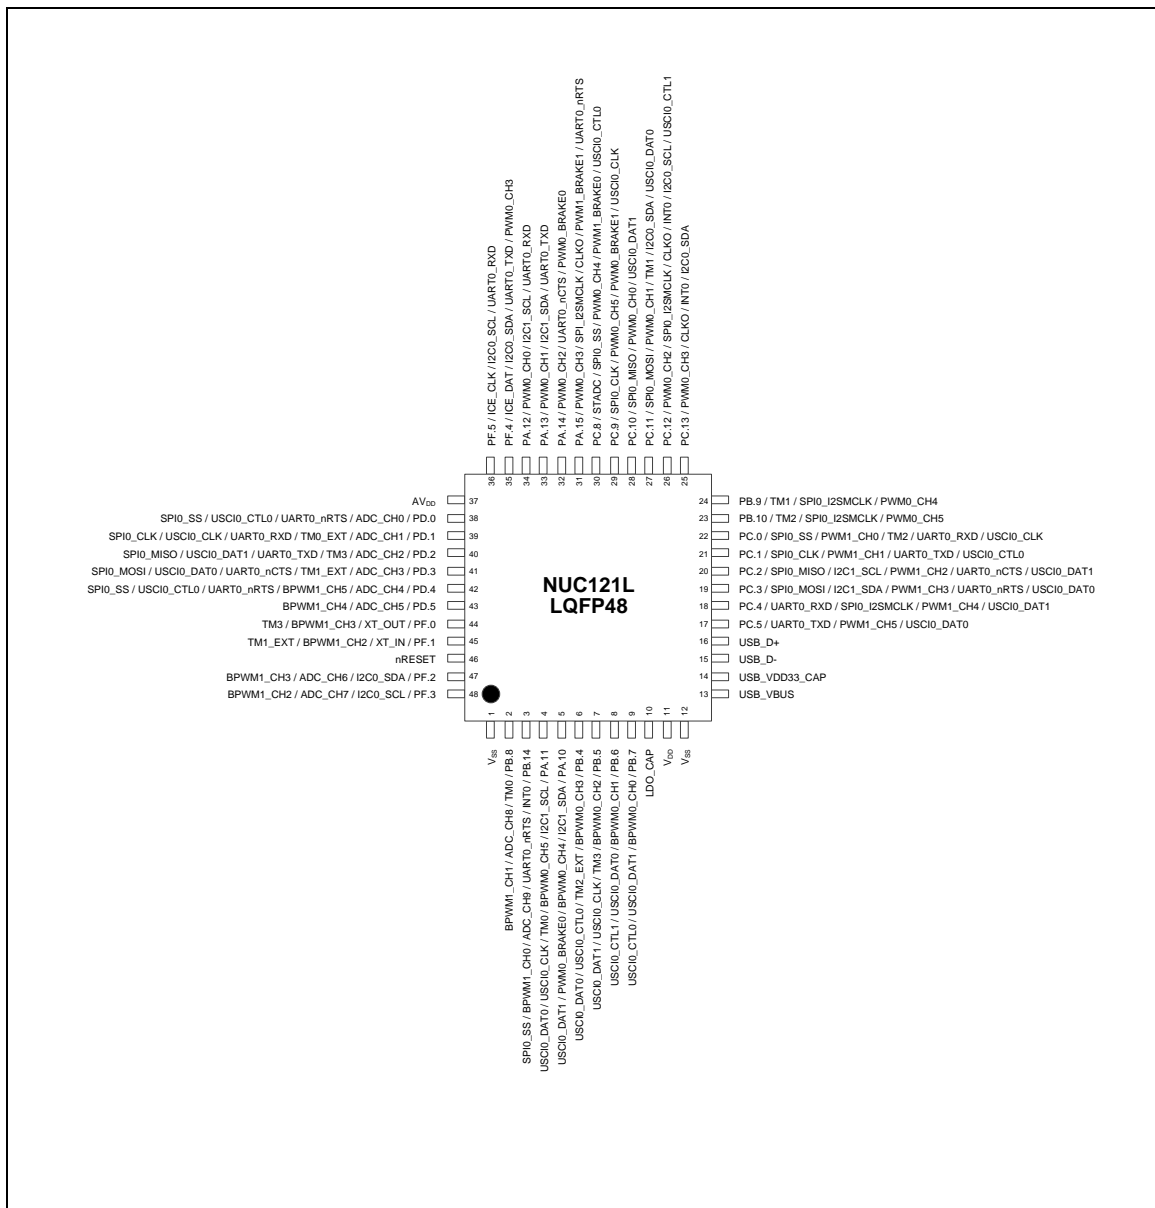 PF.5 / ICE_CLK / I2C0_SCL / UART0_RXD
PF.4 / ICE_DAT / I2C0_SDA / UART0_TXD / PWM0_CH3
PA.12 / PWM0_CH0 / I2C1_SCL / UART0_RXD
PA.13 / PWM0_CH1 / I2C1_SDA / UART0_TXD
PA.14 / PWM0_CH2 / UART0_nCTS / PWM0_BRAKE0
PA.15 / PWM0_CH3 / SPI_I2SMCLK / CLKO / PWM1_BRAKE1 / UART0_nRTS
PC.8 / STADC / SPI0_SS / PWM0_CH4 / PWM1_BRAKE0 / USCI0_CTL0
PC.9 / SPI0_CLK / PWM0_CH5 / PWM0_BRAKE1 / USCI0_CLK
PC.10 / SPI0_MISO / PWM0_CH0 / USCI0_DAT1
PC.11 / SPI0_MOSI / PWM0_CH1 / TM1 / I2C0_SDA / USCI0_DAT0
PC.12 / PWM0_CH2 / SPI0_I2SMCLK / CLKO / INT0 / I2C0_SCL / USCI0_CTL1
PC.13 / PWM0_CH3 / CLKO / INT0 / I2C0_SDA
36 35 34 33 32 31 30 29 28 27 26 25
AVDD 37
SPI0_SS / USCI0_CTL0 / UART0_nRTS / ADC_CH0 / PD.0 38
SPI0_CLK / USCI0_CLK / UART0_RXD / TM0_EXT / ADC_CH1 / PD.1 39
SPI0_MISO / USCI0_DAT1 / UART0_TXD / TM3 / ADC_CH2 / PD.2 40
SPI0_MOSI / USCI0_DAT0 / UART0_nCTS / TM1_EXT / ADC_CH3 / PD.3 41
SPI0_SS / USCI0_CTL0 / UART0_nRTS / BPWM1_CH5 / ADC_CH4 / PD.4 42
BPWM1_CH4 / ADC_CH5 / PD.5 43
TM3 / BPWM1_CH3 / XT_OUT / PF.0 44
TM1_EXT / BPWM1_CH2 / XT_IN / PF.1 45
nRESET 46
BPWM1_CH3 / ADC_CH6 / I2C0_SDA / PF.2 47
BPWM1_CH2 / ADC_CH7 / I2C0_SCL / PF.3 48
NUC121L
LQFP48
24 PB.9 / TM1 / SPI0_I2SMCLK / PWM0_CH4
23 PB.10 / TM2 / SPI0_I2SMCLK / PWM0_CH5
22 PC.0 / SPI0_SS / PWM1_CH0 / TM2 / UART0_RXD / USCI0_CLK
21 PC.1 / SPI0_CLK / PWM1_CH1 / UART0_TXD / USCI0_CTL0
20 PC.2 / SPI0_MISO / I2C1_SCL / PWM1_CH2 / UART0_nCTS / USCI0_DAT1
19 PC.3 / SPI0_MOSI / I2C1_SDA / PWM1_CH3 / UART0_nRTS / USCI0_DAT0
18 PC.4 / UART0_RXD / SPI0_I2SMCLK / PWM1_CH4 / USCI0_DAT1
17 PC.5 / UART0_TXD / PWM1_CH5 / USCI0_DAT0
16 USB_D+
15 USB_D-
14 USB_VDD33_CAP
13 USB_VBUS
1 2 3 4 5 6 7 8 9 10 11 12
VSS
BPWM1_CH1 / ADC_CH8 / TM0 / PB.8
SPI0_SS / BPWM1_CH0 / ADC_CH9 / UART0_nRTS / INT0 / PB.14
USCI0_DAT0 / USCI0_CLK / TM0 / BPWM0_CH5 / I2C1_SCL / PA.11
USCI0_DAT1 / PWM0_BRAKE0 / BPWM0_CH4 / I2C1_SDA / PA.10
USCI0_DAT0 / USCI0_CTL0 / TM2_EXT / BPWM0_CH3 / PB.4
USCI0_DAT1 / USCI0_CLK / TM3 / BPWM0_CH2 / PB.5
USCI0_CTL1 / USCI0_DAT0 / BPWM0_CH1 / PB.6
USCI0_CTL0 / USCI0_DAT1 / BPWM0_CH0 / PB.7
LDO_CAP
VDD
VSS